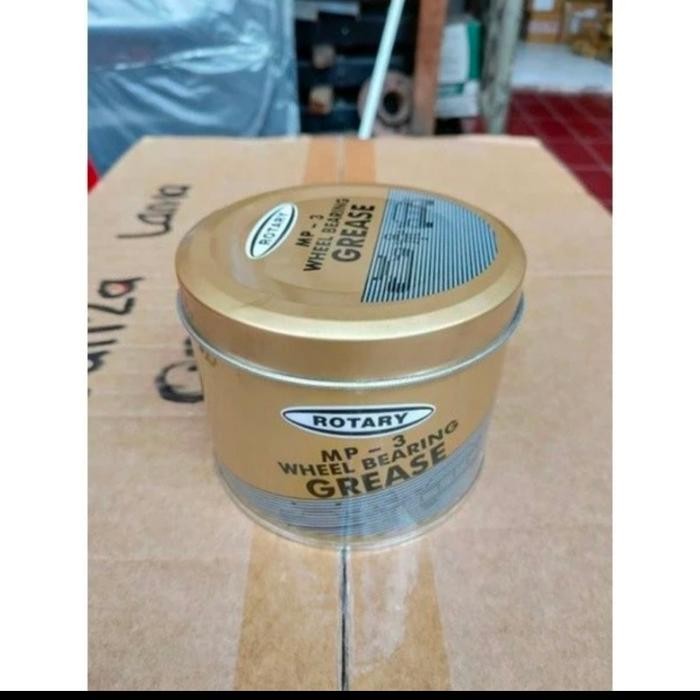 ROTARY
MP - 3
WHEEL BEARING
GREASE
ROTARY
MP - 3
WHEEL BEARING
GREASE